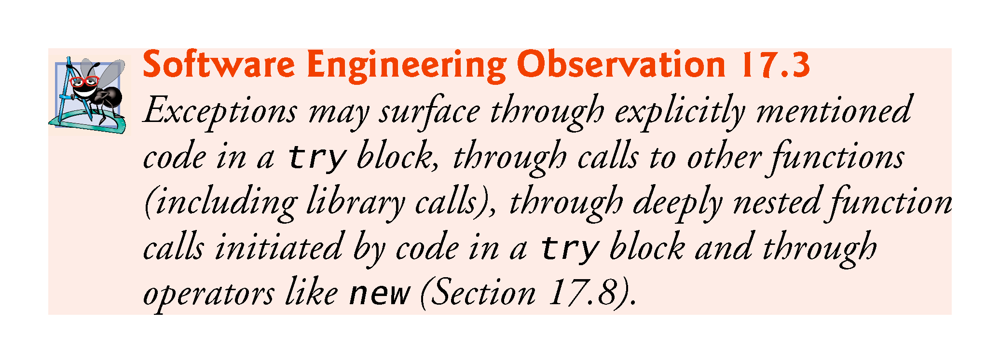 Software Engineering Observation 17.3
Exceptions may surface through explicitly mentioned
code in a try block, through calls to other functions
(including library calls), through deeply nested function
calls initiated by code in a try block and through
operators like new (Section 17.8).